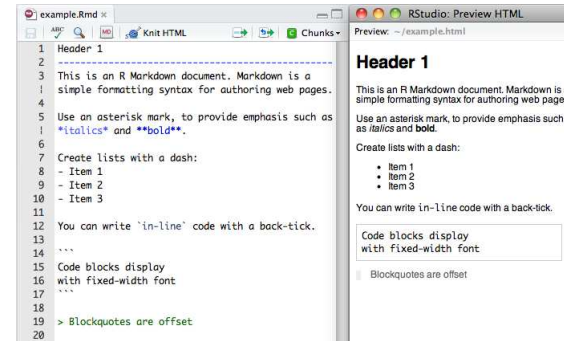 example.Rmd ×
ABC MD Knit HTML Chunks
1 Header 1
2 ------------------------------------------------
3 This is an R Markdown document. Markdown is a
! simple formatting syntax for authoring web pages.
4
5 Use an asterisk mark, to provide emphasis such as
! *italics* and **bold**.
6
7 Create lists with a dash:
8 - Item 1
9 - Item 2
10 - Item 3
11
12 You can write `in-line` code with a back-tick.
13
14 ```
15 Code blocks display
16 with fixed-width font
17 ```
18
19 > Blockquotes are offset
20
RStudio: Preview HTML
Preview: ~/example.html
Header 1
This is an R Markdown document. Markdown is
simple formatting syntax for authoring web page
Use an asterisk mark, to provide emphasis such
as italics and bold.
Create lists with a dash:
• Item 1
• Item 2
• Item 3
You can write in-line code with a back-tick.
Code blocks display
with fixed-width font
Blockquotes are offset